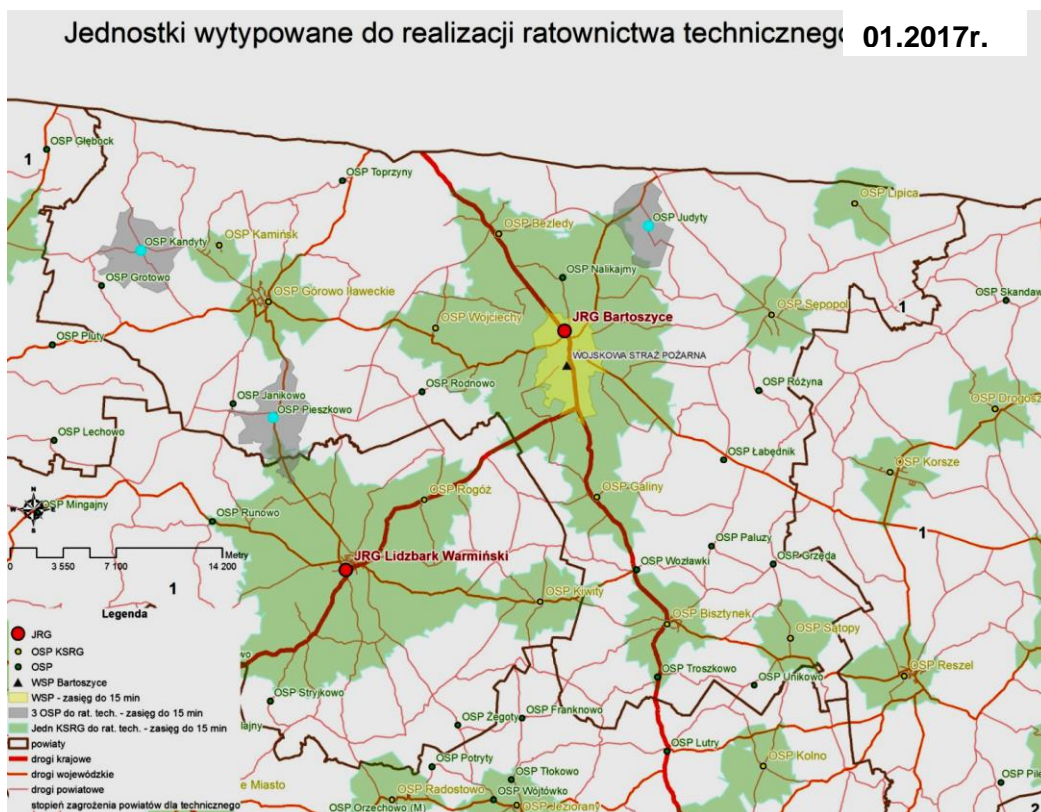 Jednostki wytypowane do realizacji ratownictwa technicznego
01.2017r.
OSP Głębock
1
OSP Toprzyny
OSP Lipica
OSP Judyty
OSP Bezledy
OSP Kamińsk
OSP Kandyty
OSP Nalikajmy
OSP Grotowo
OSP Górowo Iławeckie
OSP Skandaw
OSP Sępopol
1
JRG Bartoszyce
OSP Wojciechy
OSP Pluty
WOJSKOWA STRAŻ POŻARNA
OSP Rodnowo
OSP Różyna
OSP Janikowo
OSP Pieszkowo
OSP Drogosz
OSP Lechowo
OSP Łabędnik
OSP Korsze
OSP Rogóż
OSP Galiny
N
W
E
S
OSP Mingajny
OSP Runowo
1
OSP Paluzy
OSP Grzęda
Metry
0
3 550
7 100
14 200
JRG Lidzbark Warmiński
OSP Wozławki
1
OSP Kiwity
OSP Bisztynek
OSP Satopy
OSP Reszel
OSP Troszkowo
OSP Unikowo
OSP Stryjkowo
OSP Franknowo
OSP Żegoty
lajny
OSP Lutry
OSP Kolno
OSP Potryty
OSP Tłokowo
OSP Pile
e Miasto
OSP Radostowo
OSP Wójtówko
OSP Orzechowo (M)
OSP Jeziorany
2
Legenda
JRG
OSP KSRG
OSP
WSP Bartoszyce
WSP - zasięg do 15 min
3 OSP do rat. tech. - zasięg do 15 min
Jedn KSRG do rat. tech. - zasięg do 15 min
powiaty
drogi krajowe
drogi wojewódzkie
drogi powiatowe
stopień zagrożenia powiatów dla technicznego